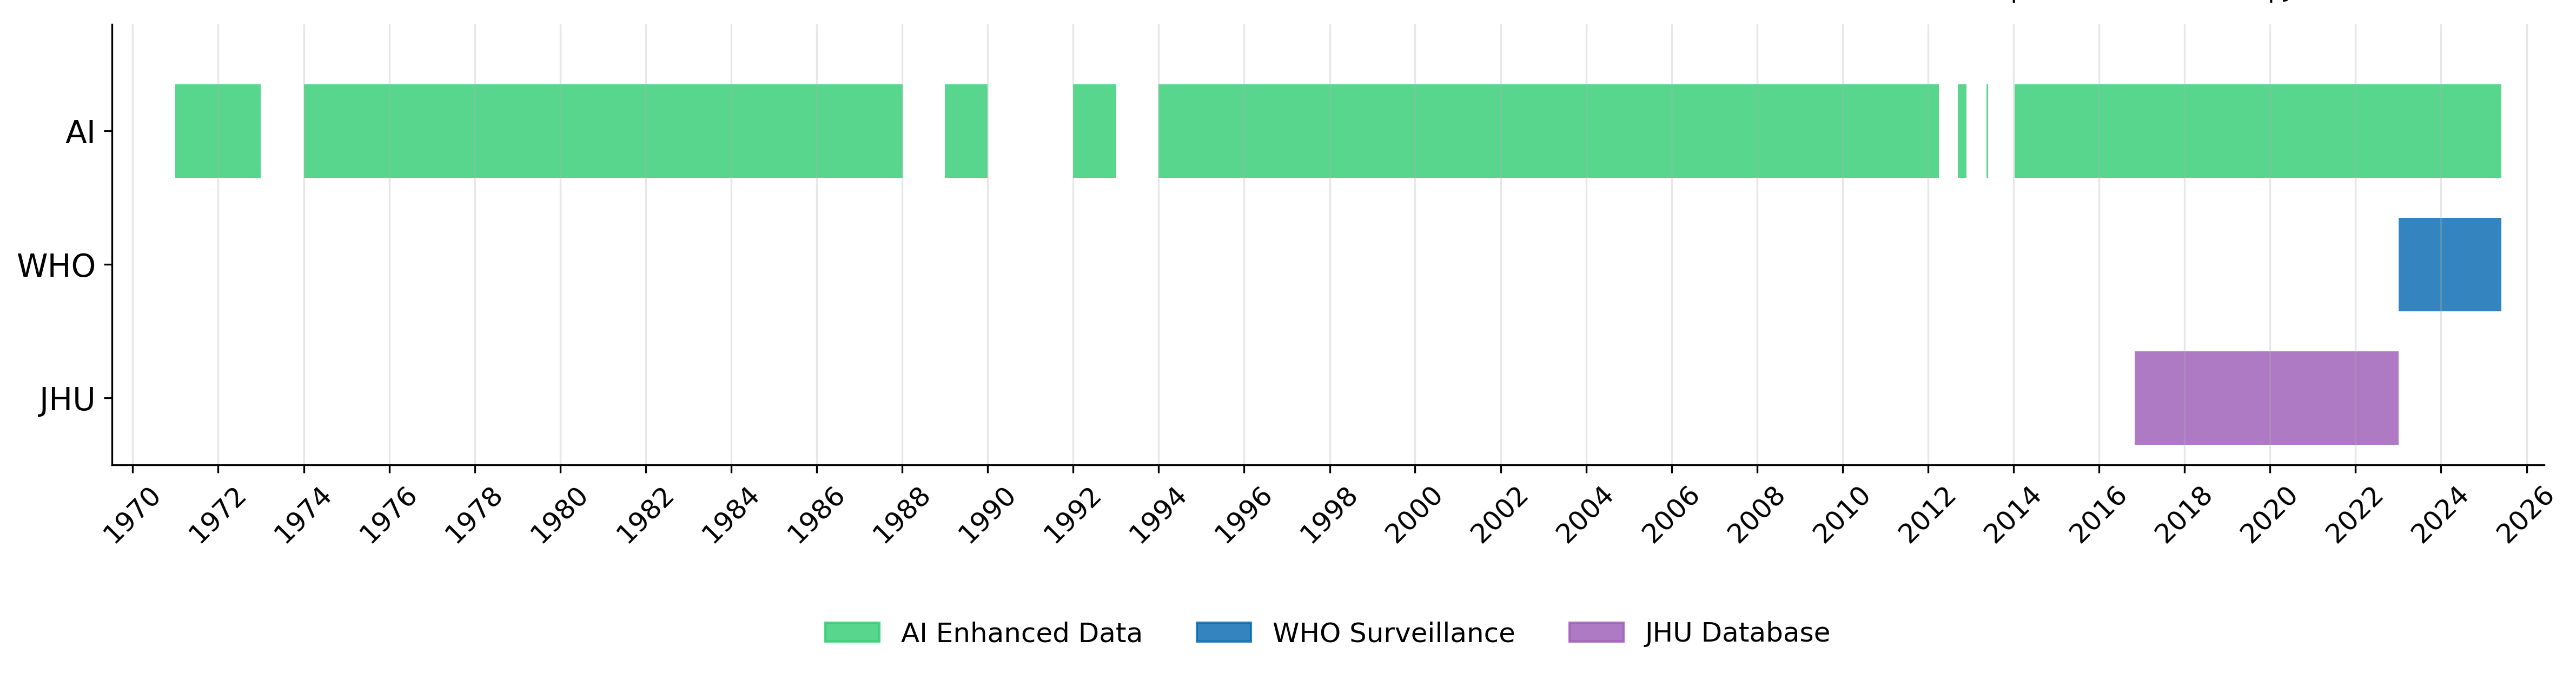 AI
WHO
JHU
1970 1972 1974 1976 1978 1980 1982 1984 1986 1988 1990 1992 1994 1996 1998 2000 2002 2004 2006 2008 2010 2012 2014 2016 2018 2020 2022 2024 2026
AI Enhanced Data WHO Surveillance JHU Database